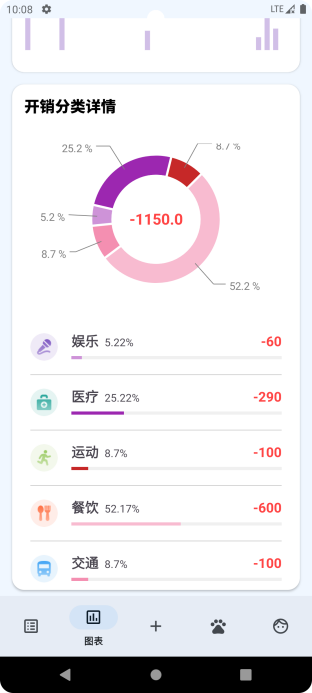 10:08 LTE
开销分类详情
25.2 % 8.7 %
5.2 % -1150.0
8.7 %
52.2 %
娱乐 5.22% -60
医疗 25.22% -290
运动 8.7% -100
餐饮 52.17% -600
交通 8.7% -100
图表